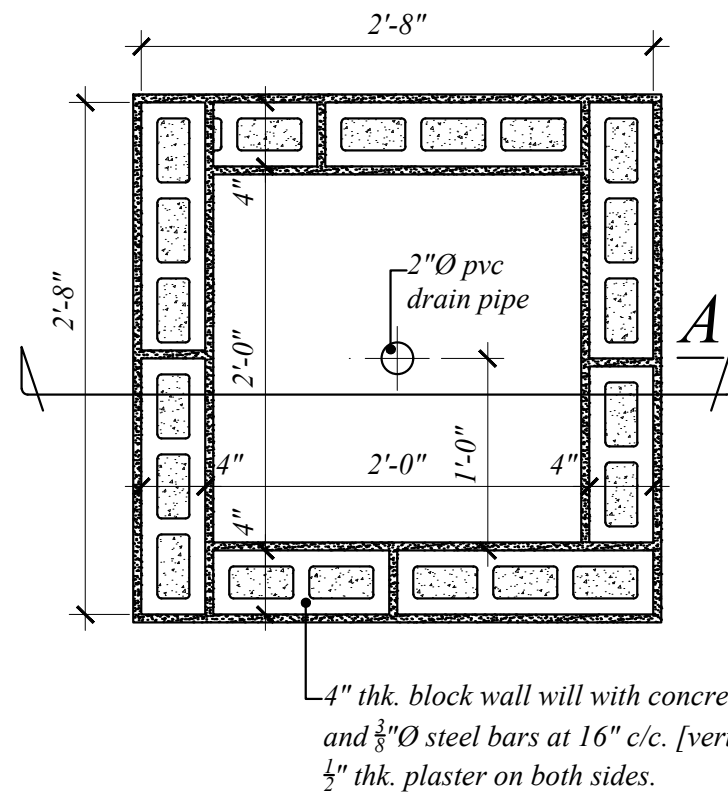 2'-8"
2'-8"
4"
2"Ø pvc
drain pipe
A
2'-0"
1'-0"
4"
2'-0"
4"
4"
4" thk. block wall will with concre
and 3/8"Ø steel bars at 16" c/c. [ver
1/2" thk. plaster on both sides.